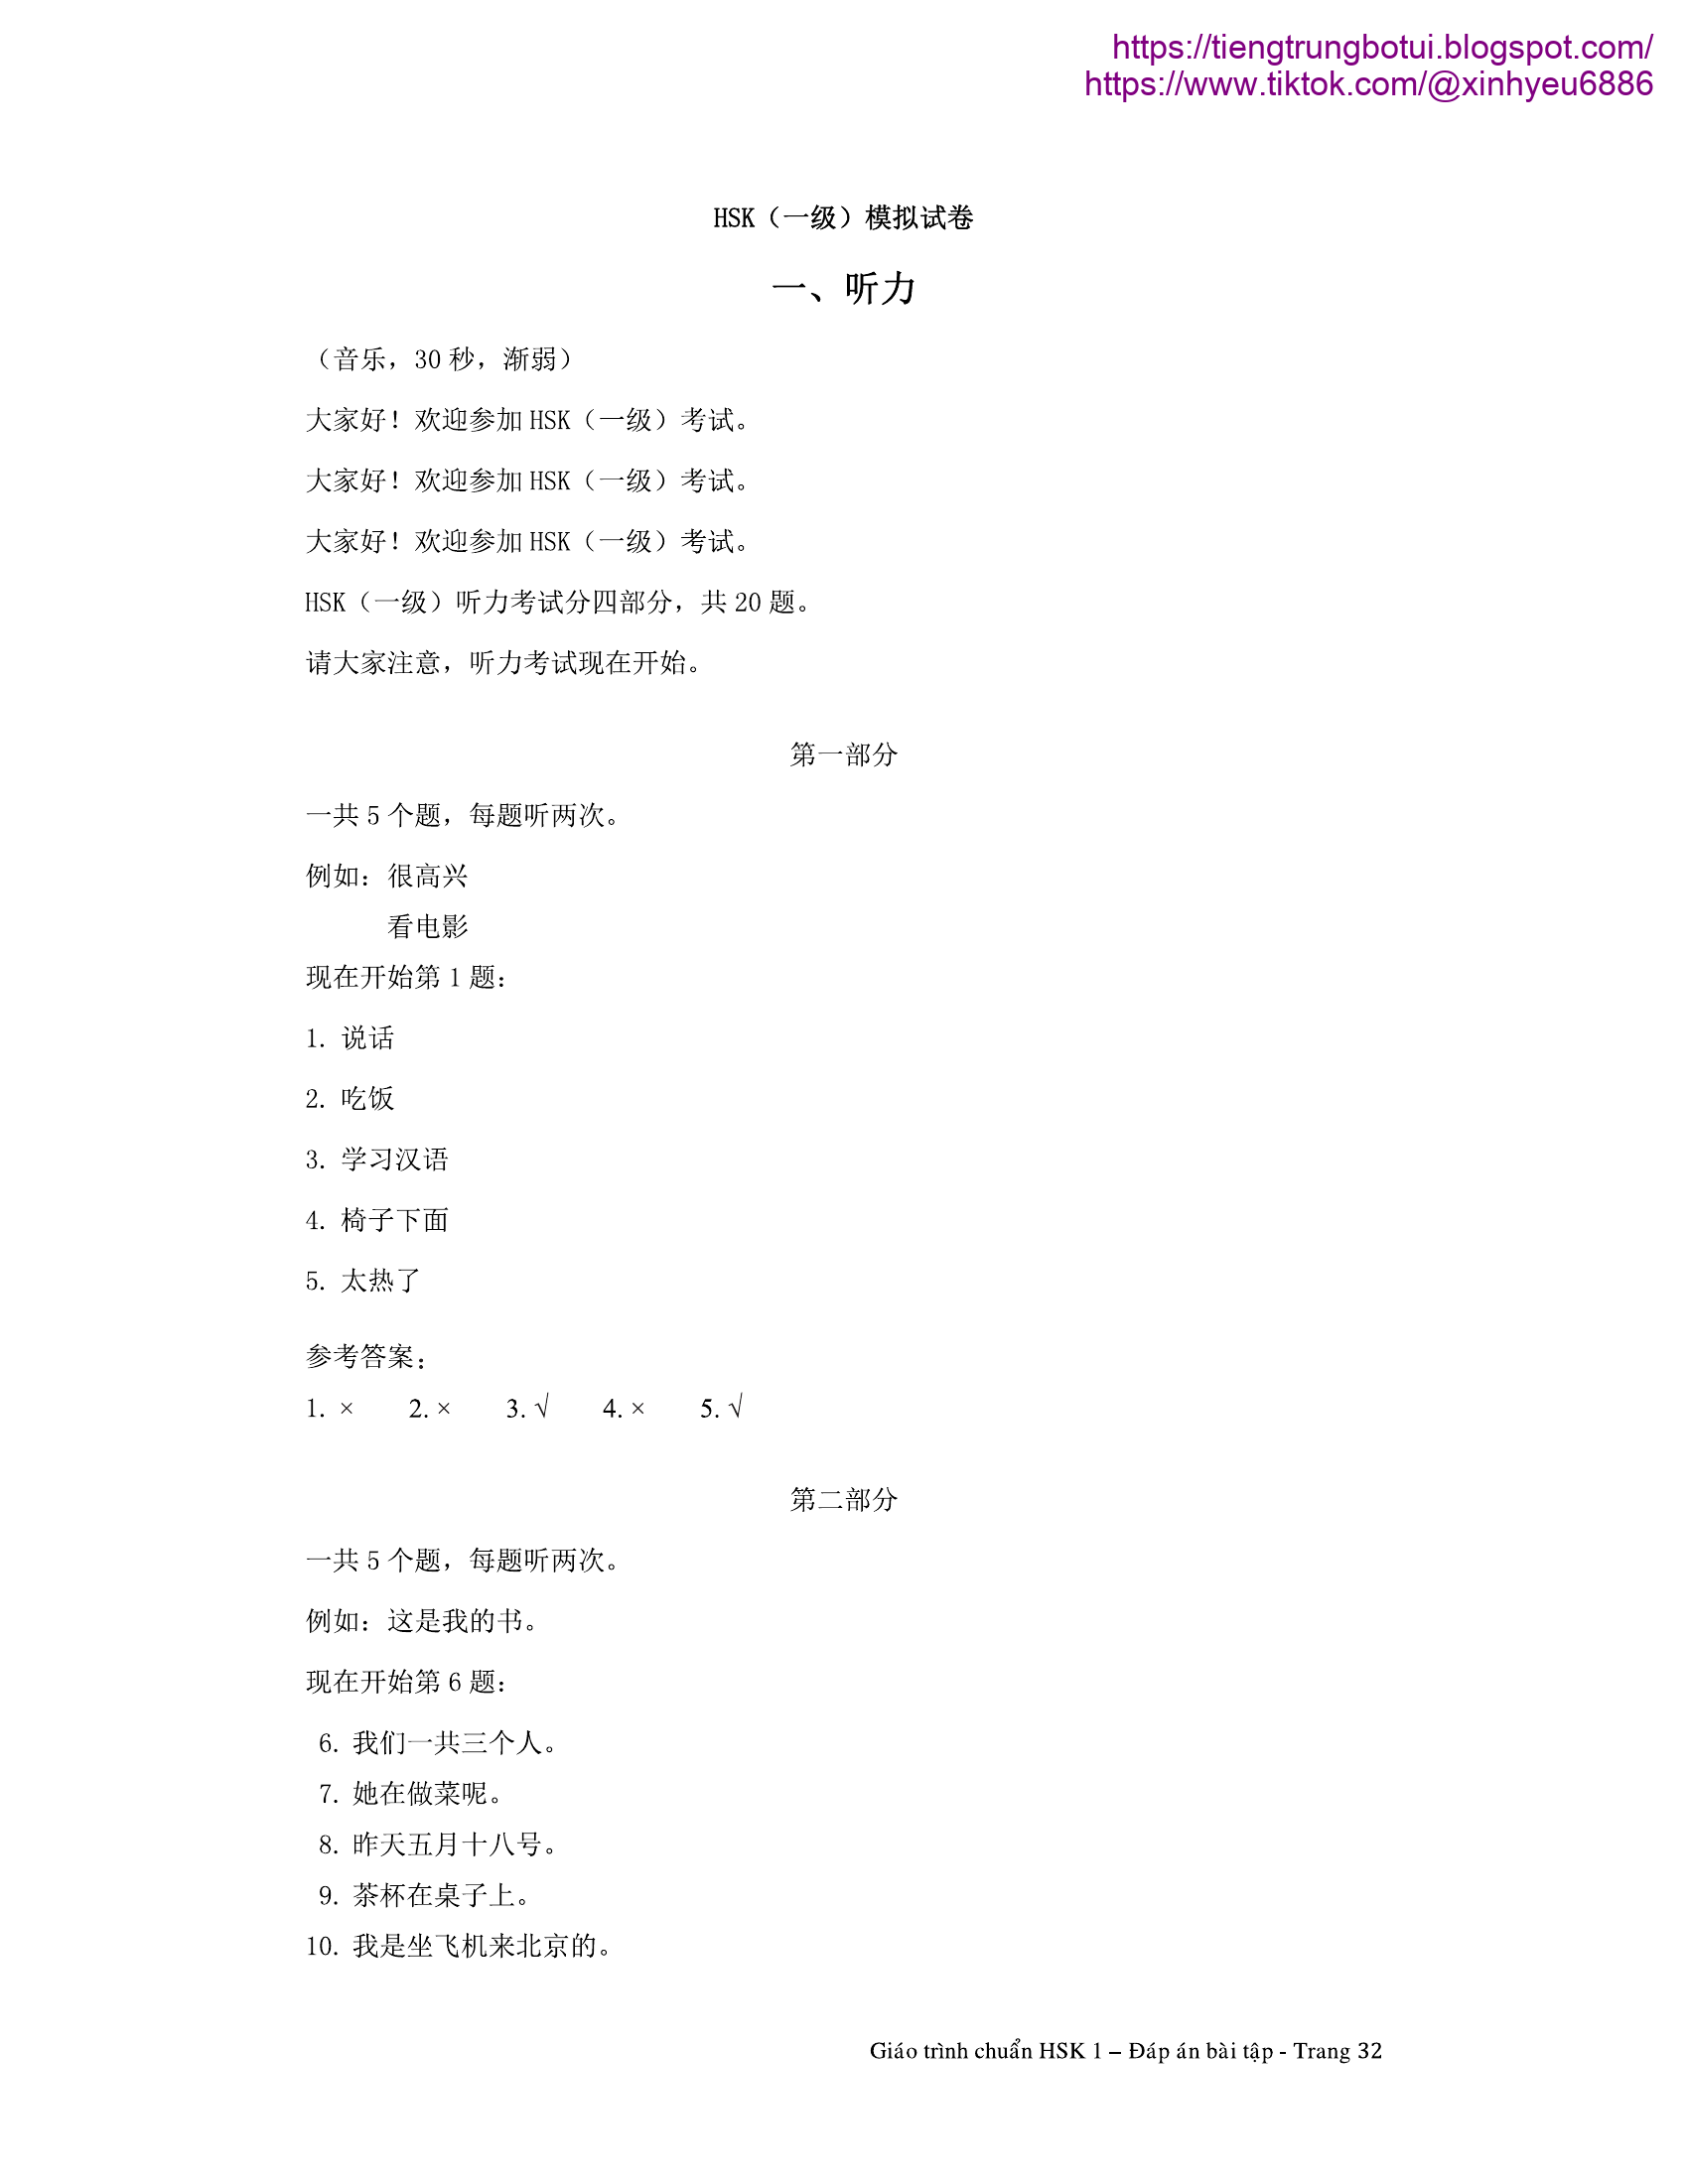 https://tiengtrungbotui.blogspot.com/
https://www.tiktok.com/@xinhyeu6886
HSK（一级）模拟试卷
一、听力
（音乐，30 秒，渐弱）
大家好！欢迎参加 HSK（一级）考试。
大家好！欢迎参加 HSK（一级）考试。
大家好！欢迎参加 HSK（一级）考试。
HSK（一级）听力考试分四部分，共 20 题。
请大家注意，听力考试现在开始。
第一部分
一共 5 个题，每题听两次。
例如：很高兴
看电影
现在开始第 1 题：
1. 说话
2. 吃饭
3. 学习汉语
4. 椅子下面
5. 太热了
参考答案：
1. × 2. × 3. √ 4. × 5. √
第二部分
一共 5 个题，每题听两次。
例如：这是我的书。
现在开始第 6 题：
6. 我们一共三个人。
7. 她在做菜呢。
8. 昨天五月十八号。
9. 茶杯在桌子上。
10. 我是坐飞机来北京的。
Giáo trình chuẩn HSK 1 – Đáp án bài tập - Trang 32